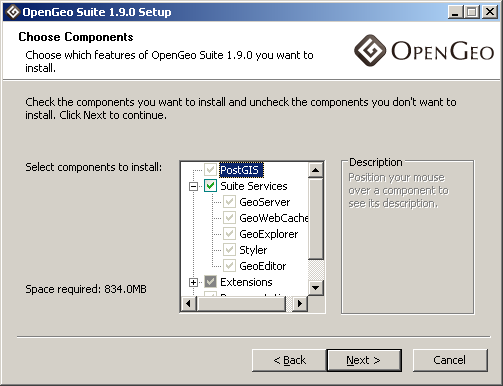 OpenGeo Suite 1.9.0 Setup
Choose Components
Choose which features of OpenGeo Suite 1.9.0 you want to
install.
OPENGEO
Check the components you want to install and uncheck the components you don't want to
install. Click Next to continue.
Select components to install:
PostGIS
Suite Services
GeoServer
GeoWebCache
GeoExplorer
Styler
GeoEditor
Extensions
Description
Position your mouse
over a component to
see its description.
Space required: 834.0MB
< Back
Next >
Cancel